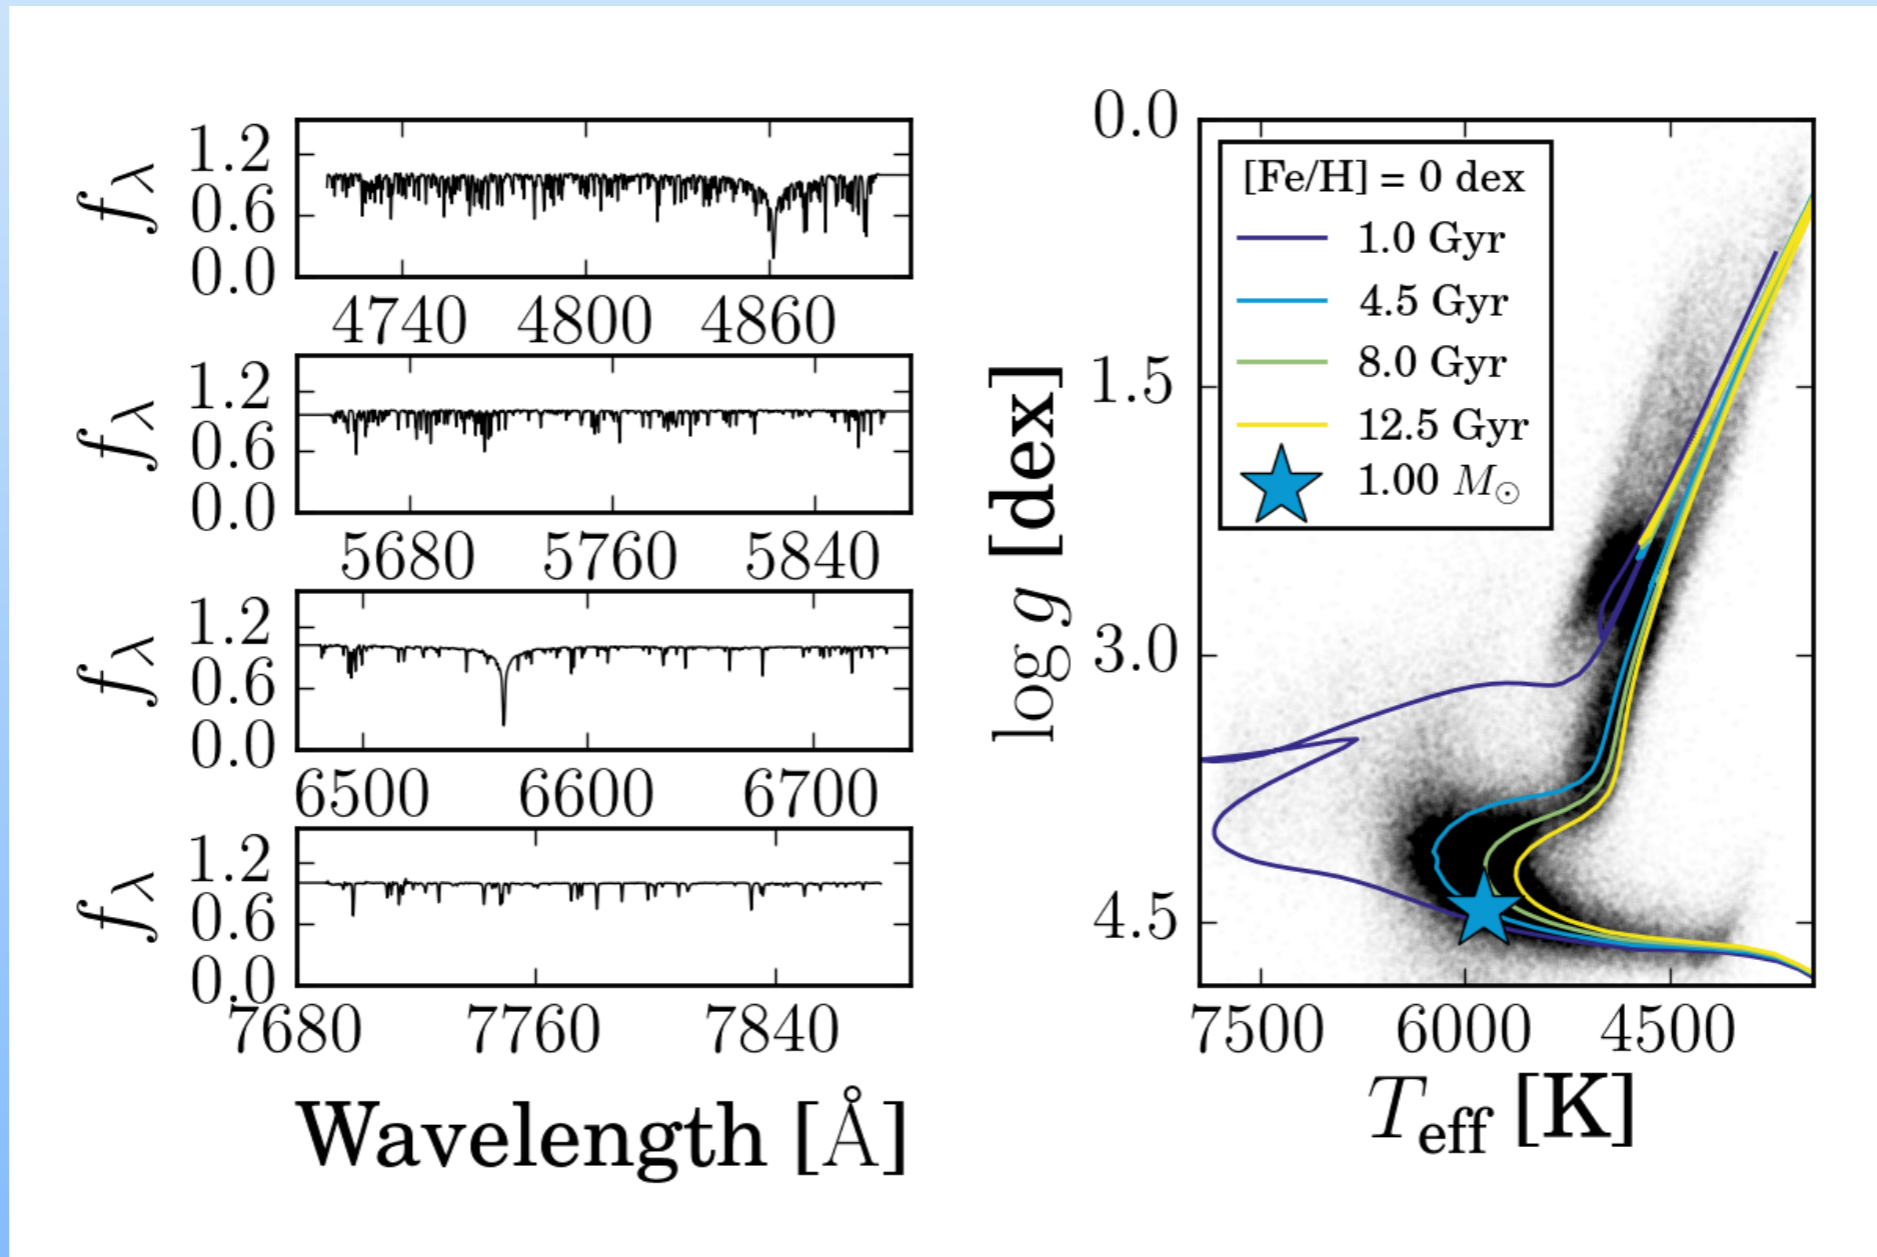 fλ
1.2
0.6
0.0
4740 4800 4860
fλ
1.2
0.6
0.0
5680 5760 5840
fλ
1.2
0.6
0.0
6500 6600 6700
fλ
1.2
0.6
0.0
7680 7760 7840
Wavelength [Å]
log g [dex]
0.0
1.5
3.0
4.5
[Fe/H] = 0 dex
1.0 Gyr
4.5 Gyr
8.0 Gyr
12.5 Gyr
1.00 M⊙
7500 6000 4500
Teff [K]